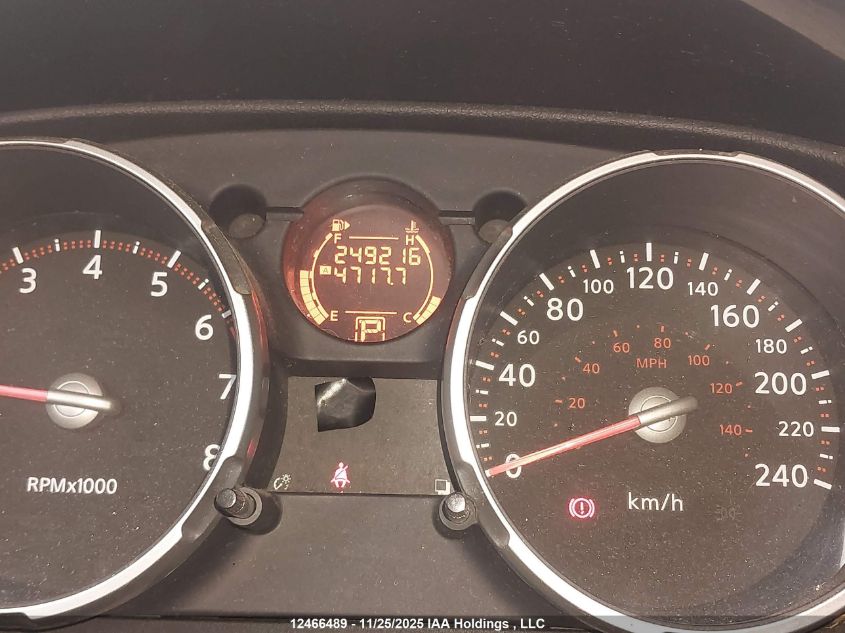 F H
249216
A 4717.7
E P C
3 4 5 6 7 8
RPMx1000
0 20 40 60 80 100 120 140 160 180 200 220 240
20 40 60 80 100 120 140
MPH
km/h
12466489 - 11/25/2025 IAA Holdings , LLC